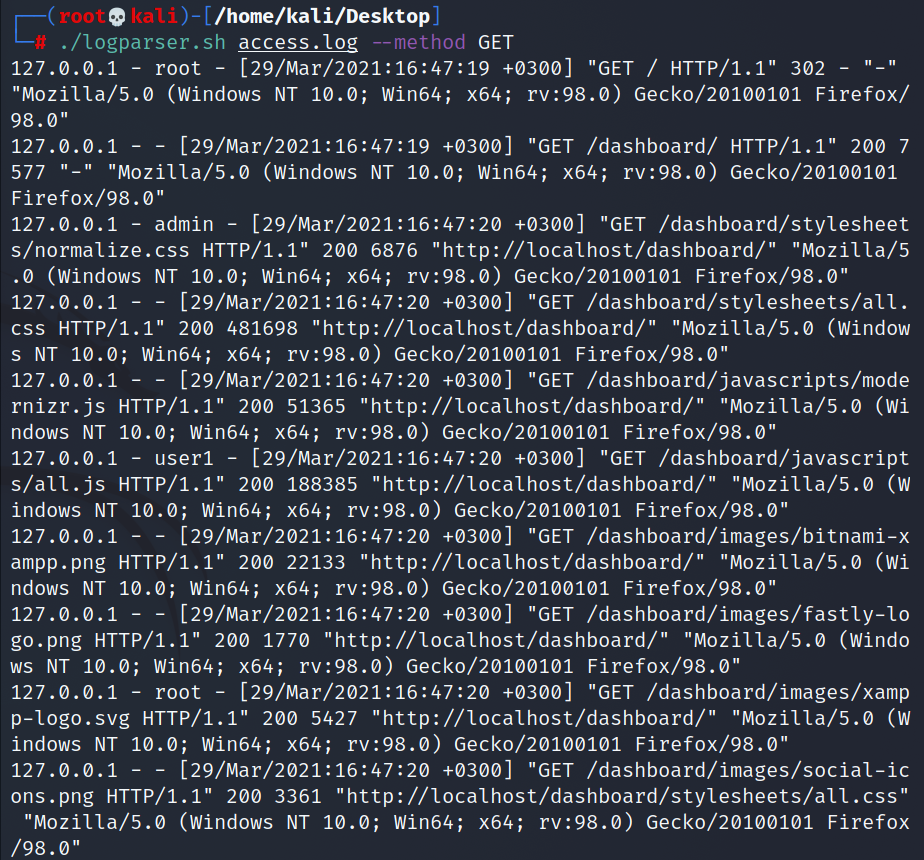 ┌──(root💀kali)-[/home/kali/Desktop]
└─# ./logparser.sh access.log --method GET
127.0.0.1 - root - [29/Mar/2021:16:47:19 +0300] "GET / HTTP/1.1" 302 - "-"
"Mozilla/5.0 (Windows NT 10.0; Win64; x64; rv:98.0) Gecko/20100101 Firefox/
98.0"
127.0.0.1 - - [29/Mar/2021:16:47:19 +0300] "GET /dashboard/ HTTP/1.1" 200 7
577 "-" "Mozilla/5.0 (Windows NT 10.0; Win64; x64; rv:98.0) Gecko/20100101
Firefox/98.0"
127.0.0.1 - admin - [29/Mar/2021:16:47:20 +0300] "GET /dashboard/stylesheet
s/normalize.css HTTP/1.1" 200 6876 "http://localhost/dashboard/" "Mozilla/5
.0 (Windows NT 10.0; Win64; x64; rv:98.0) Gecko/20100101 Firefox/98.0"
127.0.0.1 - - [29/Mar/2021:16:47:20 +0300] "GET /dashboard/stylesheets/all.
css HTTP/1.1" 200 481698 "http://localhost/dashboard/" "Mozilla/5.0 (Window
s NT 10.0; Win64; x64; rv:98.0) Gecko/20100101 Firefox/98.0"
127.0.0.1 - - [29/Mar/2021:16:47:20 +0300] "GET /dashboard/javascripts/mode
rnizr.js HTTP/1.1" 200 51365 "http://localhost/dashboard/" "Mozilla/5.0 (Wi
ndows NT 10.0; Win64; x64; rv:98.0) Gecko/20100101 Firefox/98.0"
127.0.0.1 - user1 - [29/Mar/2021:16:47:20 +0300] "GET /dashboard/javascript
s/all.js HTTP/1.1" 200 188385 "http://localhost/dashboard/" "Mozilla/5.0 (W
indows NT 10.0; Win64; x64; rv:98.0) Gecko/20100101 Firefox/98.0"
127.0.0.1 - - [29/Mar/2021:16:47:20 +0300] "GET /dashboard/images/bitnami-x
ampp.png HTTP/1.1" 200 22133 "http://localhost/dashboard/" "Mozilla/5.0 (Wi
ndows NT 10.0; Win64; x64; rv:98.0) Gecko/20100101 Firefox/98.0"
127.0.0.1 - - [29/Mar/2021:16:47:20 +0300] "GET /dashboard/images/fastly-lo
go.png HTTP/1.1" 200 1770 "http://localhost/dashboard/" "Mozilla/5.0 (Windo
ws NT 10.0; Win64; x64; rv:98.0) Gecko/20100101 Firefox/98.0"
127.0.0.1 - root - [29/Mar/2021:16:47:20 +0300] "GET /dashboard/images/xamp
p-logo.svg HTTP/1.1" 200 5427 "http://localhost/dashboard/" "Mozilla/5.0 (W
indows NT 10.0; Win64; x64; rv:98.0) Gecko/20100101 Firefox/98.0"
127.0.0.1 - - [29/Mar/2021:16:47:20 +0300] "GET /dashboard/images/social-ic
ons.png HTTP/1.1" 200 3361 "http://localhost/dashboard/stylesheets/all.css"
 "Mozilla/5.0 (Windows NT 10.0; Win64; x64; rv:98.0) Gecko/20100101 Firefox
/98.0"